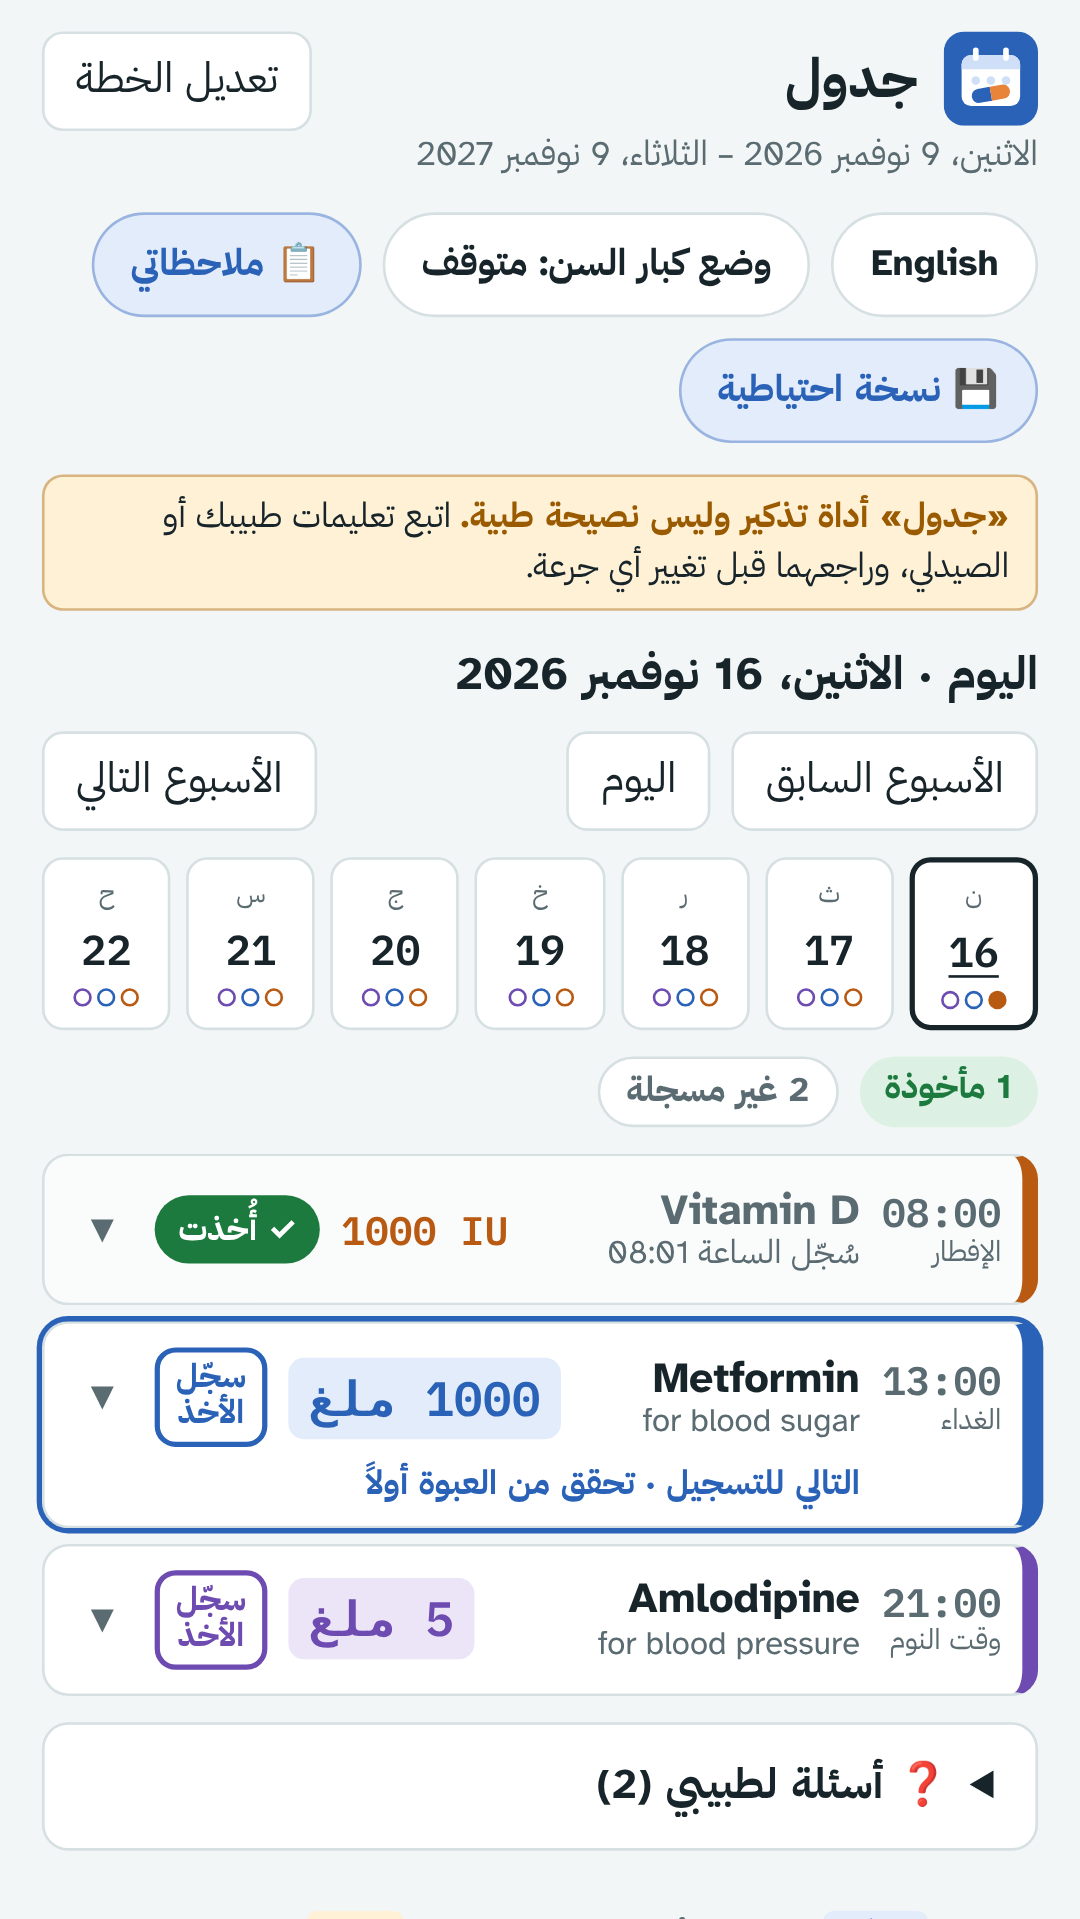 جدول
تعديل الخطة
الاثنين، 9 نوفمبر 2026 – الثلاثاء، 9 نوفمبر 2027
English
وضع كبار السن: متوقف
📋 ملاحظاتي
💾 نسخة احتياطية
«جدول» أداة تذكير وليس نصيحة طبية. اتبع تعليمات طبيبك أو
الصيدلي، وراجعهما قبل تغيير أي جرعة.
اليوم · الاثنين، 16 نوفمبر 2026
الأسبوع السابق
اليوم
الأسبوع التالي
ن ث ر خ ج س ح
16 17 18 19 20 21 22
1 مأخوذة
2 غير مسجلة
08:00 Vitamin D 1000 IU ✓ أُخذت ▼
الإفطار سُجّل الساعة 08:01
13:00 Metformin 1000 ملغ سجّل الأخذ ▼
الغداء for blood sugar
التالي للتسجيل · تحقق من العبوة أولاً
21:00 Amlodipine 5 ملغ سجّل الأخذ ▼
وقت النوم for blood pressure
◀ ❓ أسئلة لطبيبي (2)